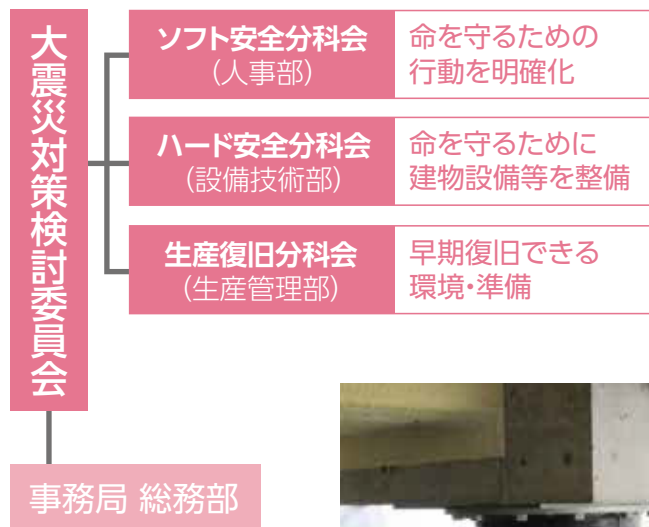 大震災対策検討委員会
ソフト安全分科会
(人事部)
命を守るための
行動を明確化
ハード安全分科会
(設備技術部)
命を守るために
建物設備等を整備
生産復旧分科会
(生産管理部)
早期復旧できる
環境・準備
事務局 総務部